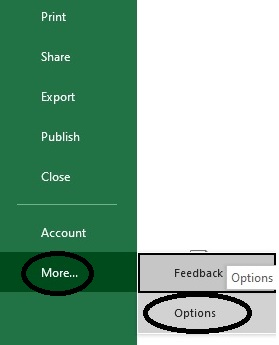 Print
Share
Export
Publish
Close
Account
More...
Feedback
Options
Options